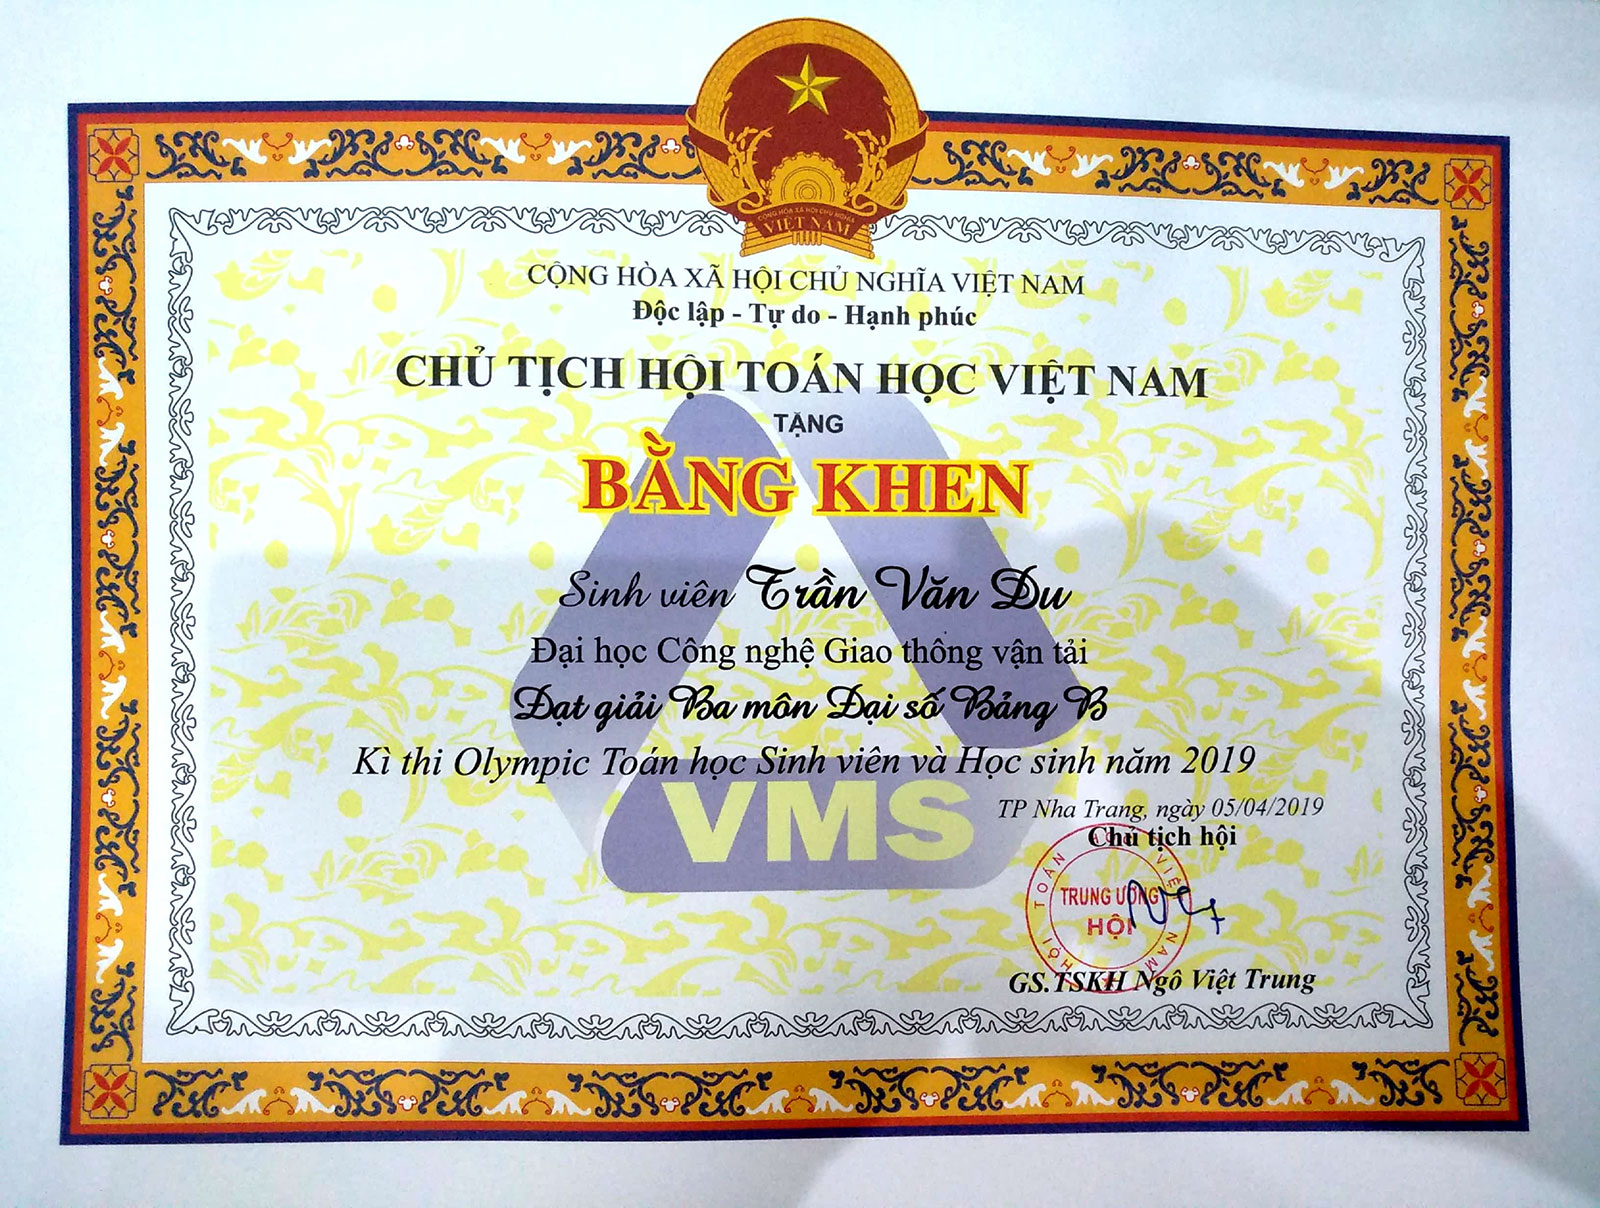 CỘNG HÒA XÃ HỘI CHỦ NGHĨA
VIỆT NAM
CỘNG HÒA XÃ HỘI CHỦ NGHĨA VIỆT NAM
Độc lập - Tự do - Hạnh phúc
CHỦ TỊCH HỘI TOÁN HỌC VIỆT NAM
TẶNG
BẰNG KHEN
Sinh viên Trần Văn Du
Đại học Công nghệ Giao thông vận tải
Đạt giải Ba môn Đại số Bảng B
Kì thi Olympic Toán học Sinh viên và Học sinh năm 2019
VMS
TP Nha Trang, ngày 05/04/2019
Chủ tịch hội
HỘI TOÁN HỌC VIỆT NAM
TRUNG ƯƠNG
HỘI
GS.TSKH Ngô Việt Trung